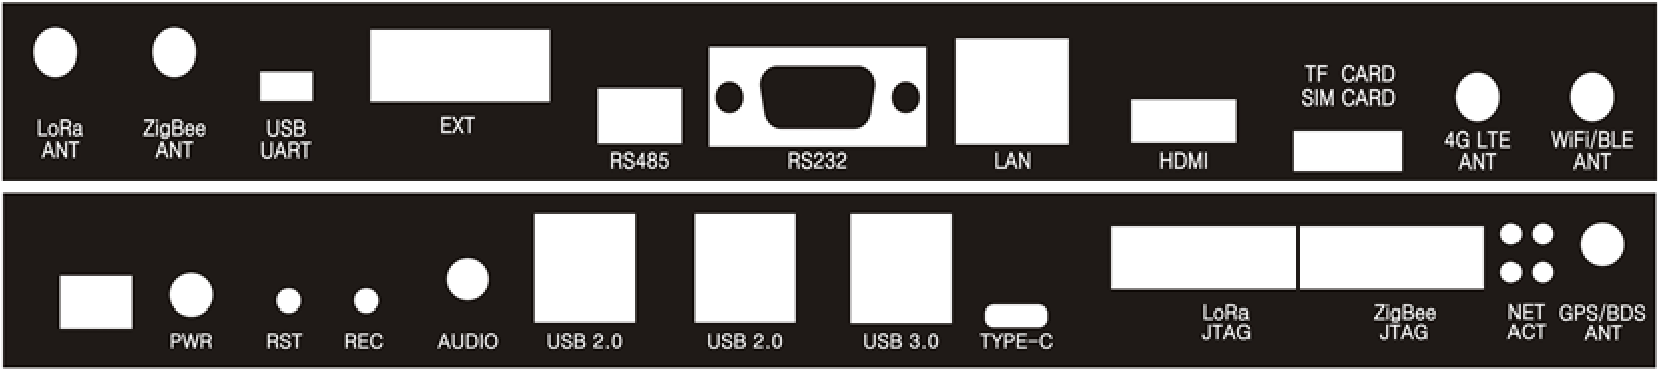 LoRa
ANT
ZigBee
ANT
USB
UART
EXT
RS485
RS232
LAN
HDMI
TF CARD
SIM CARD
4G LTE
ANT
WiFi/BLE
ANT
PWR
RST
REC
AUDIO
USB 2.0
USB 2.0
USB 3.0
TYPE-C
LoRa
JTAG
ZigBee
JTAG
NET
ACT
GPS/BDS
ANT